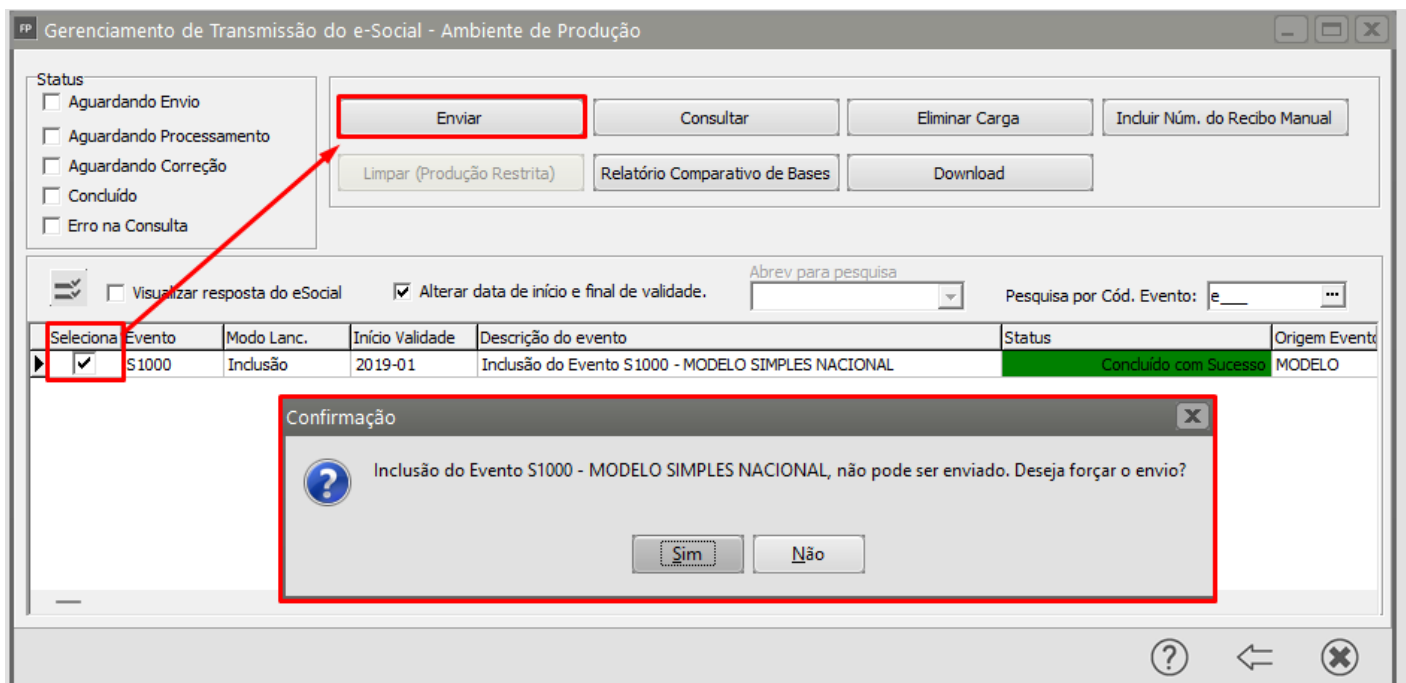 FP Gerenciamento de Transmissão do e-Social - Ambiente de Produção
Status
Aguardando Envio
Aguardando Processamento
Aguardando Correção
Concluído
Erro na Consulta
Enviar Consultar Eliminar Carga Incluir Núm. do Recibo Manual
Limpar (Produção Restrita) Relatório Comparativo de Bases Download
Visualizar resposta do eSocial Alterar data de início e final de validade. Abrev para pesquisa Pesquisa por Cód. Evento: e___ ...
Seleciona Evento Modo Lanc. Início Validade Descrição do evento Status Origem Evento
S1000 Inclusão 2019-01 Inclusão do Evento S1000 - MODELO SIMPLES NACIONAL Concluído com Sucesso MODELO
Confirmação
Inclusão do Evento S1000 - MODELO SIMPLES NACIONAL, não pode ser enviado. Deseja forçar o envio?
Sim Não